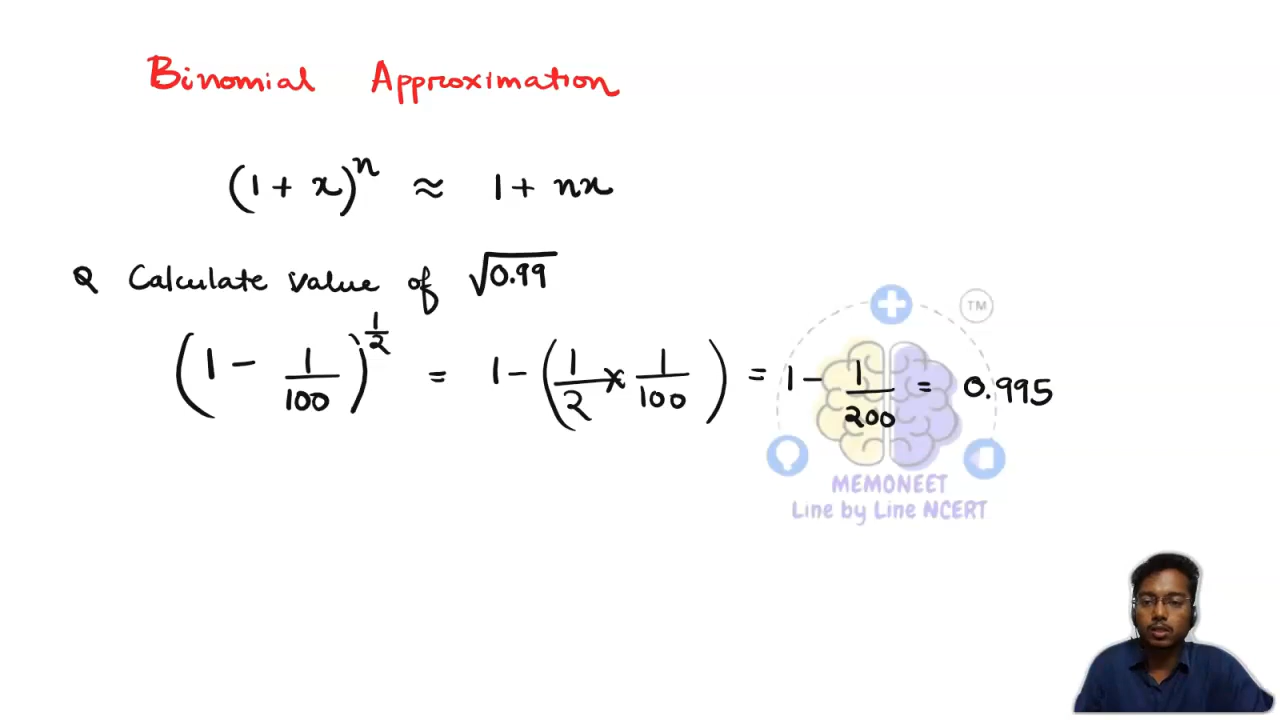 Binomial Approximation
(1 + x)^n ≈ 1 + nx
Q Calculate value of √0.99
(1 - 1/100)^1/2 = 1 - (1/2 × 1/100) = 1 - 1/200 = 0.995
TM
MEMONEET
Line by Line NCERT